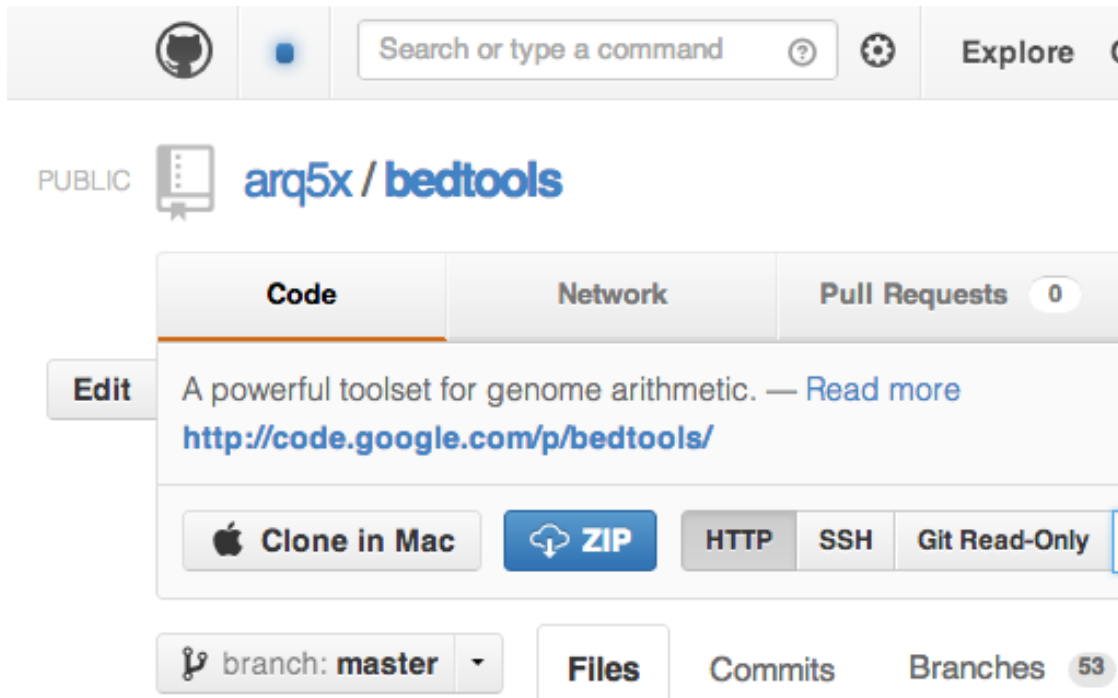 Search or type a command ?
Explore
PUBLIC arq5x / bedtools
Code Network Pull Requests 0
Edit A powerful toolset for genome arithmetic. — Read more
http://code.google.com/p/bedtools/
Clone in Mac ZIP HTTP SSH Git Read-Only
branch: master Files Commits Branches 53